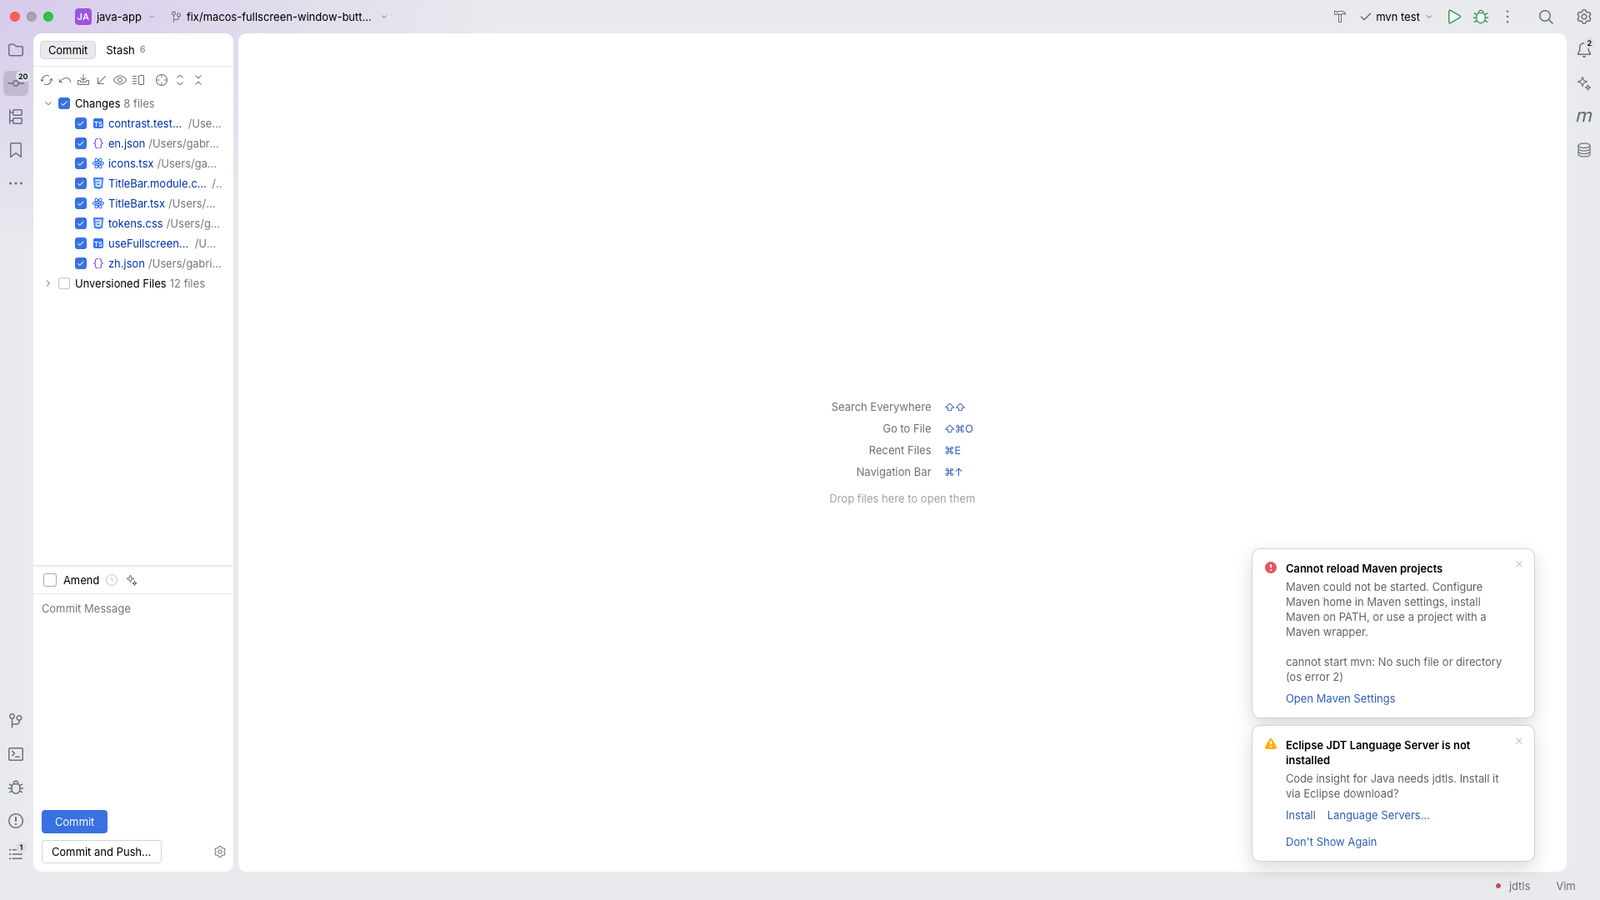 JA java-app
fix/macos-fullscreen-window-butt...
mvn test
20
2
m
Commit
Stash 6
Changes 8 files
contrast.test... /Use...
en.json /Users/gabr...
icons.tsx /Users/ga...
TitleBar.module.c... /..
TitleBar.tsx /Users/...
tokens.css /Users/g...
useFullscreen... /U...
zh.json /Users/gabri...
Unversioned Files 12 files
Search Everywhere ⇧⇧
Go to File ⇧⌘O
Recent Files ⌘E
Navigation Bar ⌘↑
Drop files here to open them
Amend
Commit Message
Commit
Commit and Push...
1
Cannot reload Maven projects
Maven could not be started. Configure
Maven home in Maven settings, install
Maven on PATH, or use a project with a
Maven wrapper.
cannot start mvn: No such file or directory
(os error 2)
Open Maven Settings
Eclipse JDT Language Server is not
installed
Code insight for Java needs jdtls. Install it
via Eclipse download?
Install Language Servers...
Don't Show Again
jdtls
Vim